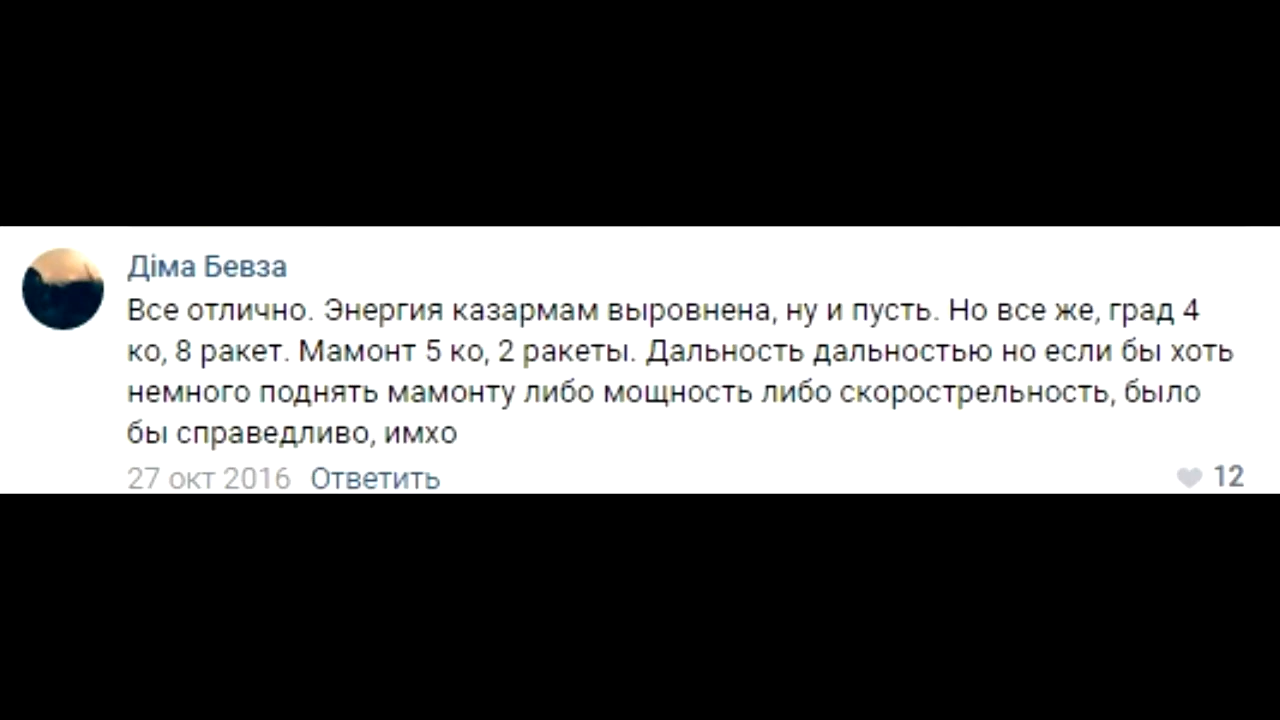 Діма Бевза
Все отлично. Энергия казармам выровнена, ну и пусть. Но все же, град 4
ко, 8 ракет. Мамонт 5 ко, 2 ракеты. Дальность дальностью но если бы хоть
немного поднять мамонту либо мощность либо скорострельность, было
бы справедливо, имхо
27 окт 2016 Ответить 12